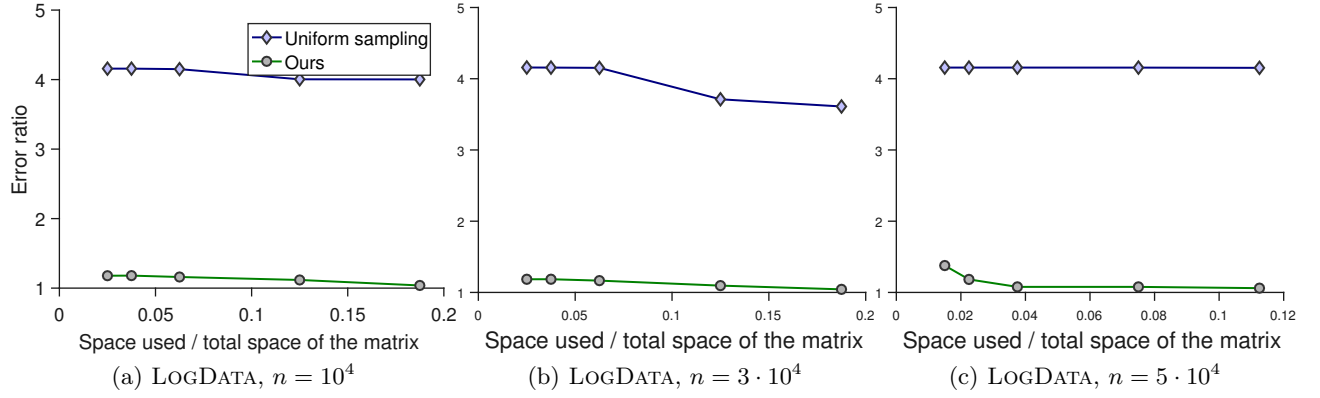 5
4
3
2
1
Error ratio
Uniform sampling
Ours
0 0.05 0.1 0.15 0.2
Space used / total space of the matrix
(a) LOGDATA, n = 10^4
5
4
3
2
1
0 0.05 0.1 0.15 0.2
Space used / total space of the matrix
(b) LOGDATA, n = 3 · 10^4
5
4
3
2
1
0 0.02 0.04 0.06 0.08 0.1 0.12
Space used / total space of the matrix
(c) LOGDATA, n = 5 · 10^4